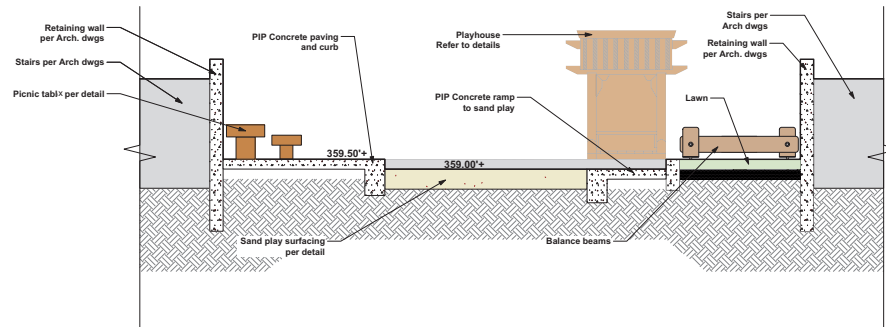 Retaining wall
per Arch. dwgs
Stairs per Arch dwgs
Picnic tablx per detail
PIP Concrete paving
and curb
Playhouse
Refer to details
PIP Concrete ramp
to sand play
Stairs per
Arch dwgs
Retaining wall
per Arch. dwgs
Lawn
359.50'+
359.00'+
Sand play surfacing
per detail
Balance beams